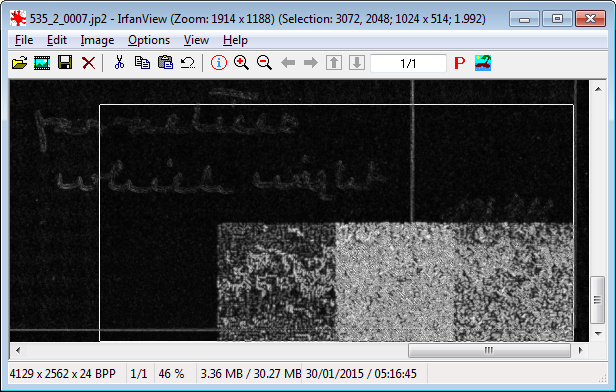 535_2_0007.jp2 - IrfanView (Zoom: 1914 x 1188) (Selection: 3072, 2048; 1024 x 514; 1.992)
File Edit Image Options View Help
1/1 P
which might
4129 x 2562 x 24 BPP 1/1 46 % 3.36 MB / 30.27 MB 30/01/2015 / 05:16:45